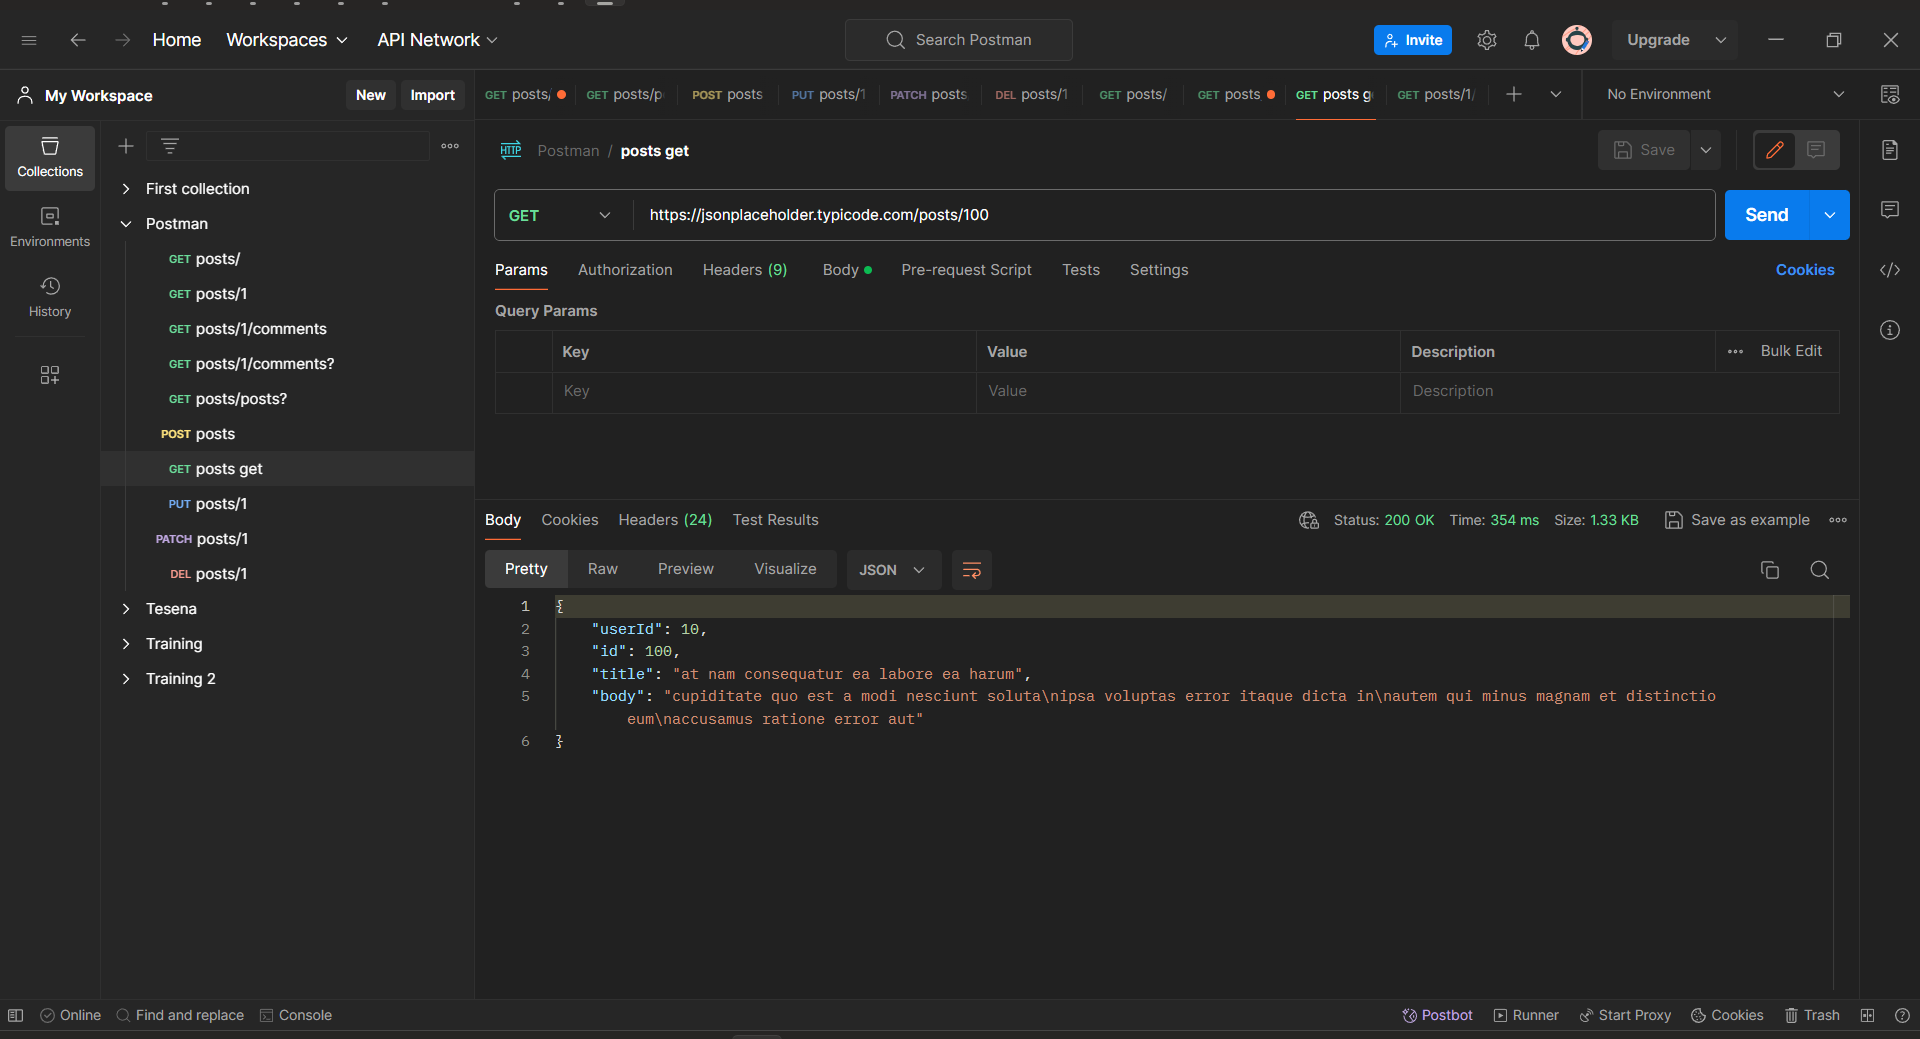 Home Workspaces API Network Search Postman Invite Upgrade
My Workspace New Import GET posts/ GET posts/p POST posts PUT posts/1 PATCH posts DEL posts/1 GET posts/ GET posts GET posts g GET posts/1/ No Environment
Collections
Environments
History
First collection
Postman
GET posts/
GET posts/1
GET posts/1/comments
GET posts/1/comments?
GET posts/posts?
POST posts
GET posts get
PUT posts/1
PATCH posts/1
DEL posts/1
Tesena
Training
Training 2
HTTP Postman / posts get Save
GET https://jsonplaceholder.typicode.com/posts/100 Send
Params Authorization Headers (9) Body Pre-request Script Tests Settings Cookies
Query Params
Key Value Description Bulk Edit
Key Value Description
Body Cookies Headers (24) Test Results Status: 200 OK Time: 354 ms Size: 1.33 KB Save as example
Pretty Raw Preview Visualize JSON
1 {
2 "userId": 10,
3 "id": 100,
4 "title": "at nam consequatur ea labore ea harum",
5 "body": "cupiditate quo est a modi nesciunt soluta\nipsa voluptas error itaque dicta in\nautem qui minus magnam et distinctio
eum\naccusamus ratione error aut"
6 }
Online Find and replace Console Postbot Runner Start Proxy Cookies Trash